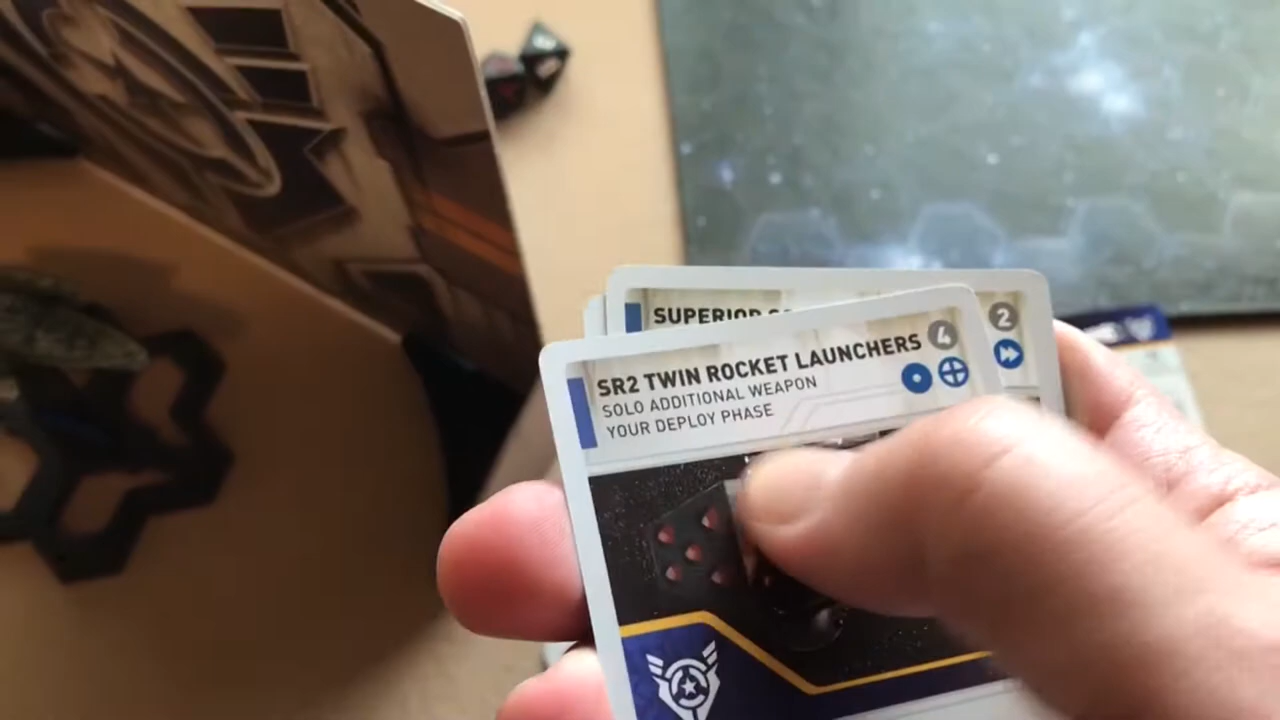 SUPERIOR
2
SR2 TWIN ROCKET LAUNCHERS
4
SOLO ADDITIONAL WEAPON
YOUR DEPLOY PHASE